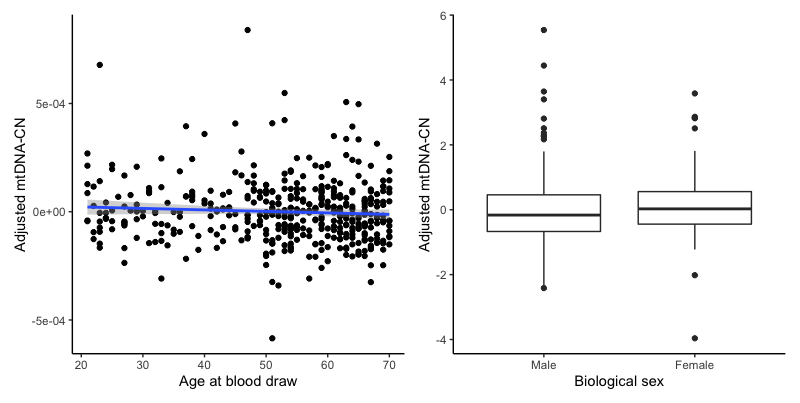 Adjusted mtDNA-CN
5e-04
0e+00
-5e-04
20 30 40 50 60 70
Age at blood draw
Adjusted mtDNA-CN
6
4
2
0
-2
-4
Male Female
Biological sex